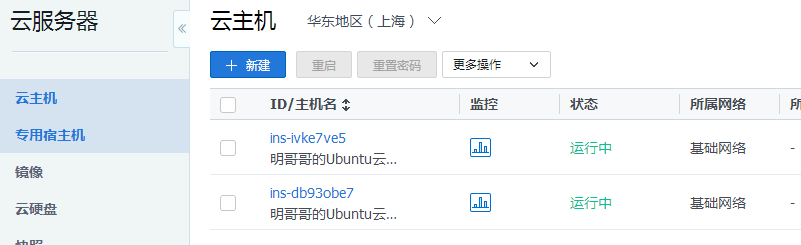 云服务器
云主机
专用宿主机
镜像
云硬盘
快照
云主机 华东地区（上海）
新建 重启 重置密码 更多操作
ID/主机名 监控 状态 所属网络 所
ins-ivke7ve5
明哥哥的Ubuntu云... 运行中 基础网络 -
ins-db93obe7
明哥哥的Ubuntu云... 运行中 基础网络 -